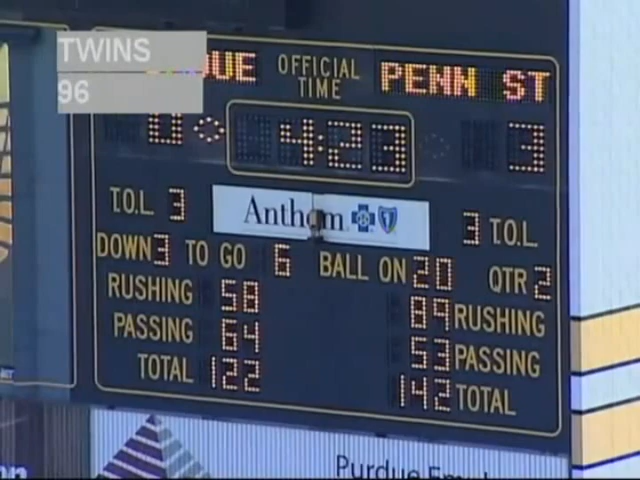 TWINS
96
DUE OFFICIAL TIME PENN ST
0 4:23 3
T.O.L. 3 Anthem 3 T.O.L.
DOWN 3 TO GO 6 BALL ON 20 QTR 2
RUSHING 58 89 RUSHING
PASSING 64 53 PASSING
TOTAL 122 142 TOTAL
Purdue